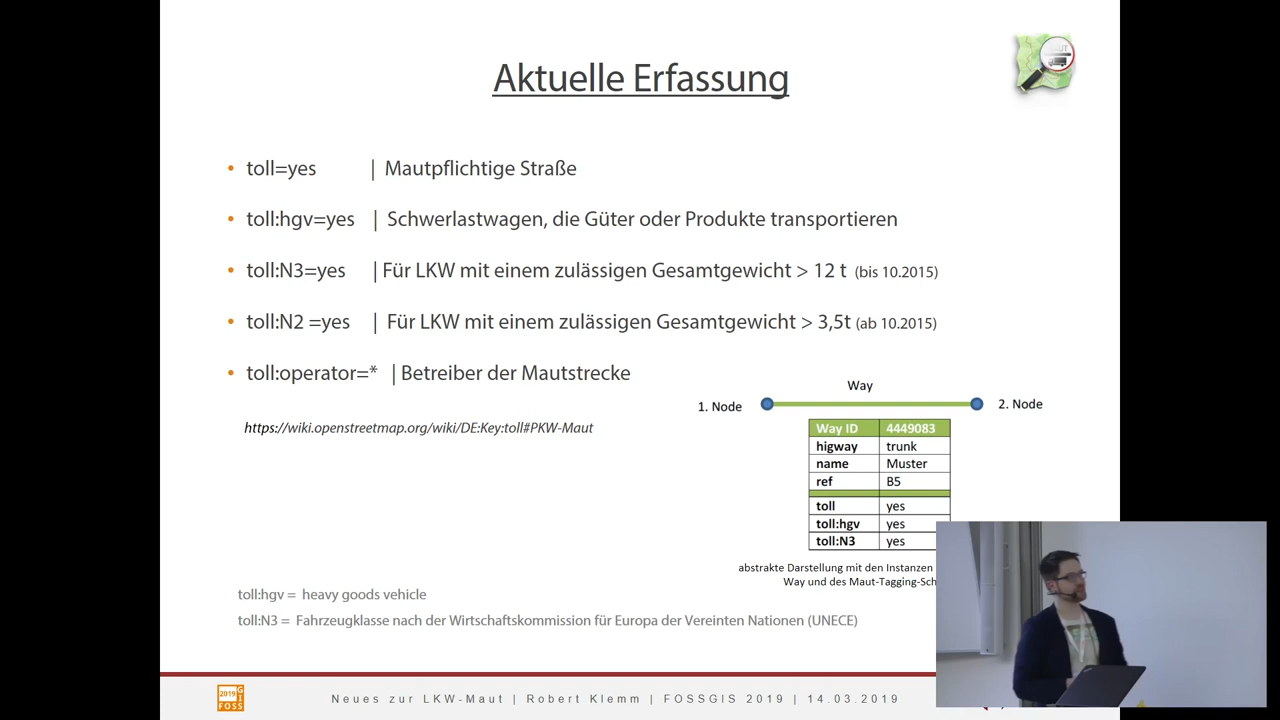 Aktuelle Erfassung
• toll=yes | Mautpflichtige Straße
• toll:hgv=yes | Schwerlastwagen, die Güter oder Produkte transportieren
• toll:N3=yes | Für LKW mit einem zulässigen Gesamtgewicht > 12 t (bis 10.2015)
• toll:N2 =yes | Für LKW mit einem zulässigen Gesamtgewicht > 3,5t (ab 10.2015)
• toll:operator=* | Betreiber der Mautstrecke
https://wiki.openstreetmap.org/wiki/DE:Key:toll#PKW-Maut
Way
1. Node
2. Node
Way ID 4449083
higway trunk
name Muster
ref B5
toll yes
toll:hgv yes
toll:N3 yes
abstrakte Darstellung mit den Instanzen
Way und des Maut-Tagging-Sch
toll:hgv = heavy goods vehicle
toll:N3 = Fahrzeugklasse nach der Wirtschaftskommission für Europa der Vereinten Nationen (UNECE)
2019 GIS FOSS
Neues zur LKW-Maut | Robert Klemm | FOSSGIS 2019 | 14.03.2019